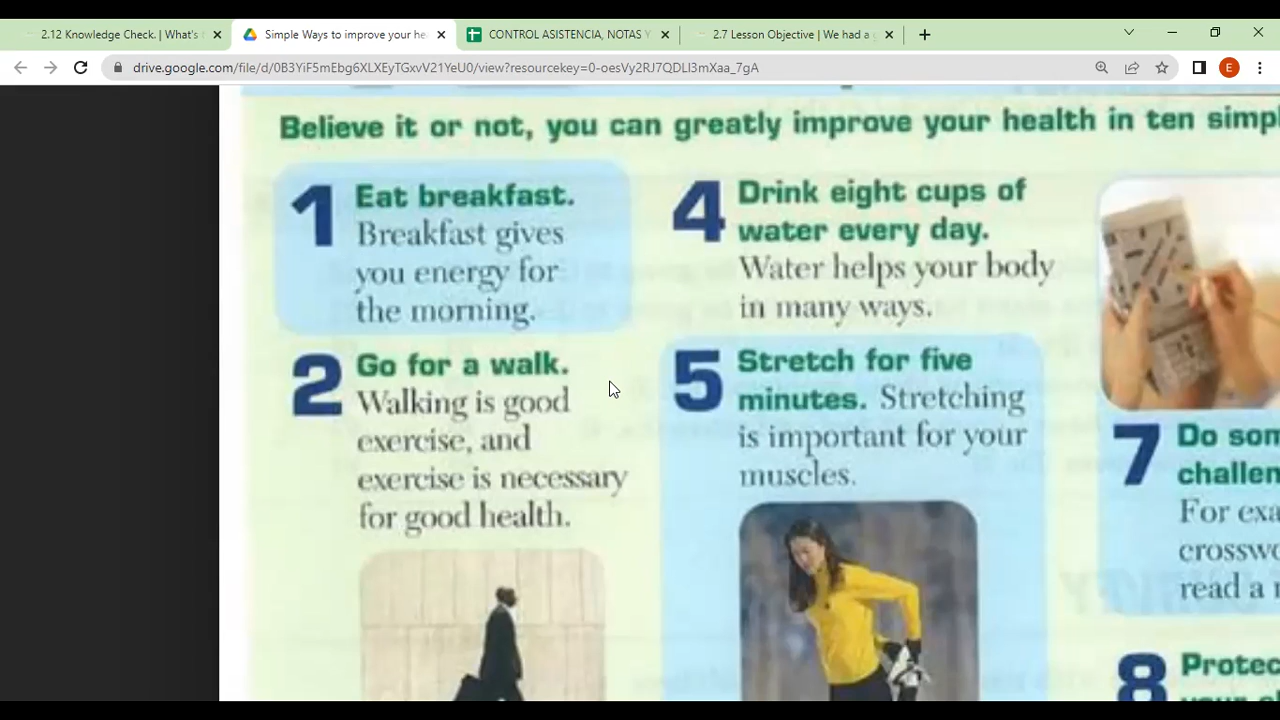 2.12 Knowledge Check. | What's
Simple Ways to improve your he
CONTROL ASISTENCIA, NOTAS Y
2.7 Lesson Objective | We had a
drive.google.com/file/d/0B3YiF5mEbg6XLXEyTGxvV21YeU0/view?resourcekey=0-oesVy2RJ7QDLl3mXaa_7gA
E
Believe it or not, you can greatly improve your health in ten simpl
1 Eat breakfast.
Breakfast gives
you energy for
the morning.
2 Go for a walk.
Walking is good
exercise, and
exercise is necessary
for good health.
4 Drink eight cups of
water every day.
Water helps your body
in many ways.
5 Stretch for five
minutes. Stretching
is important for your
muscles.
7 Do som
challen
For exa
crosswo
read a
8 Protec